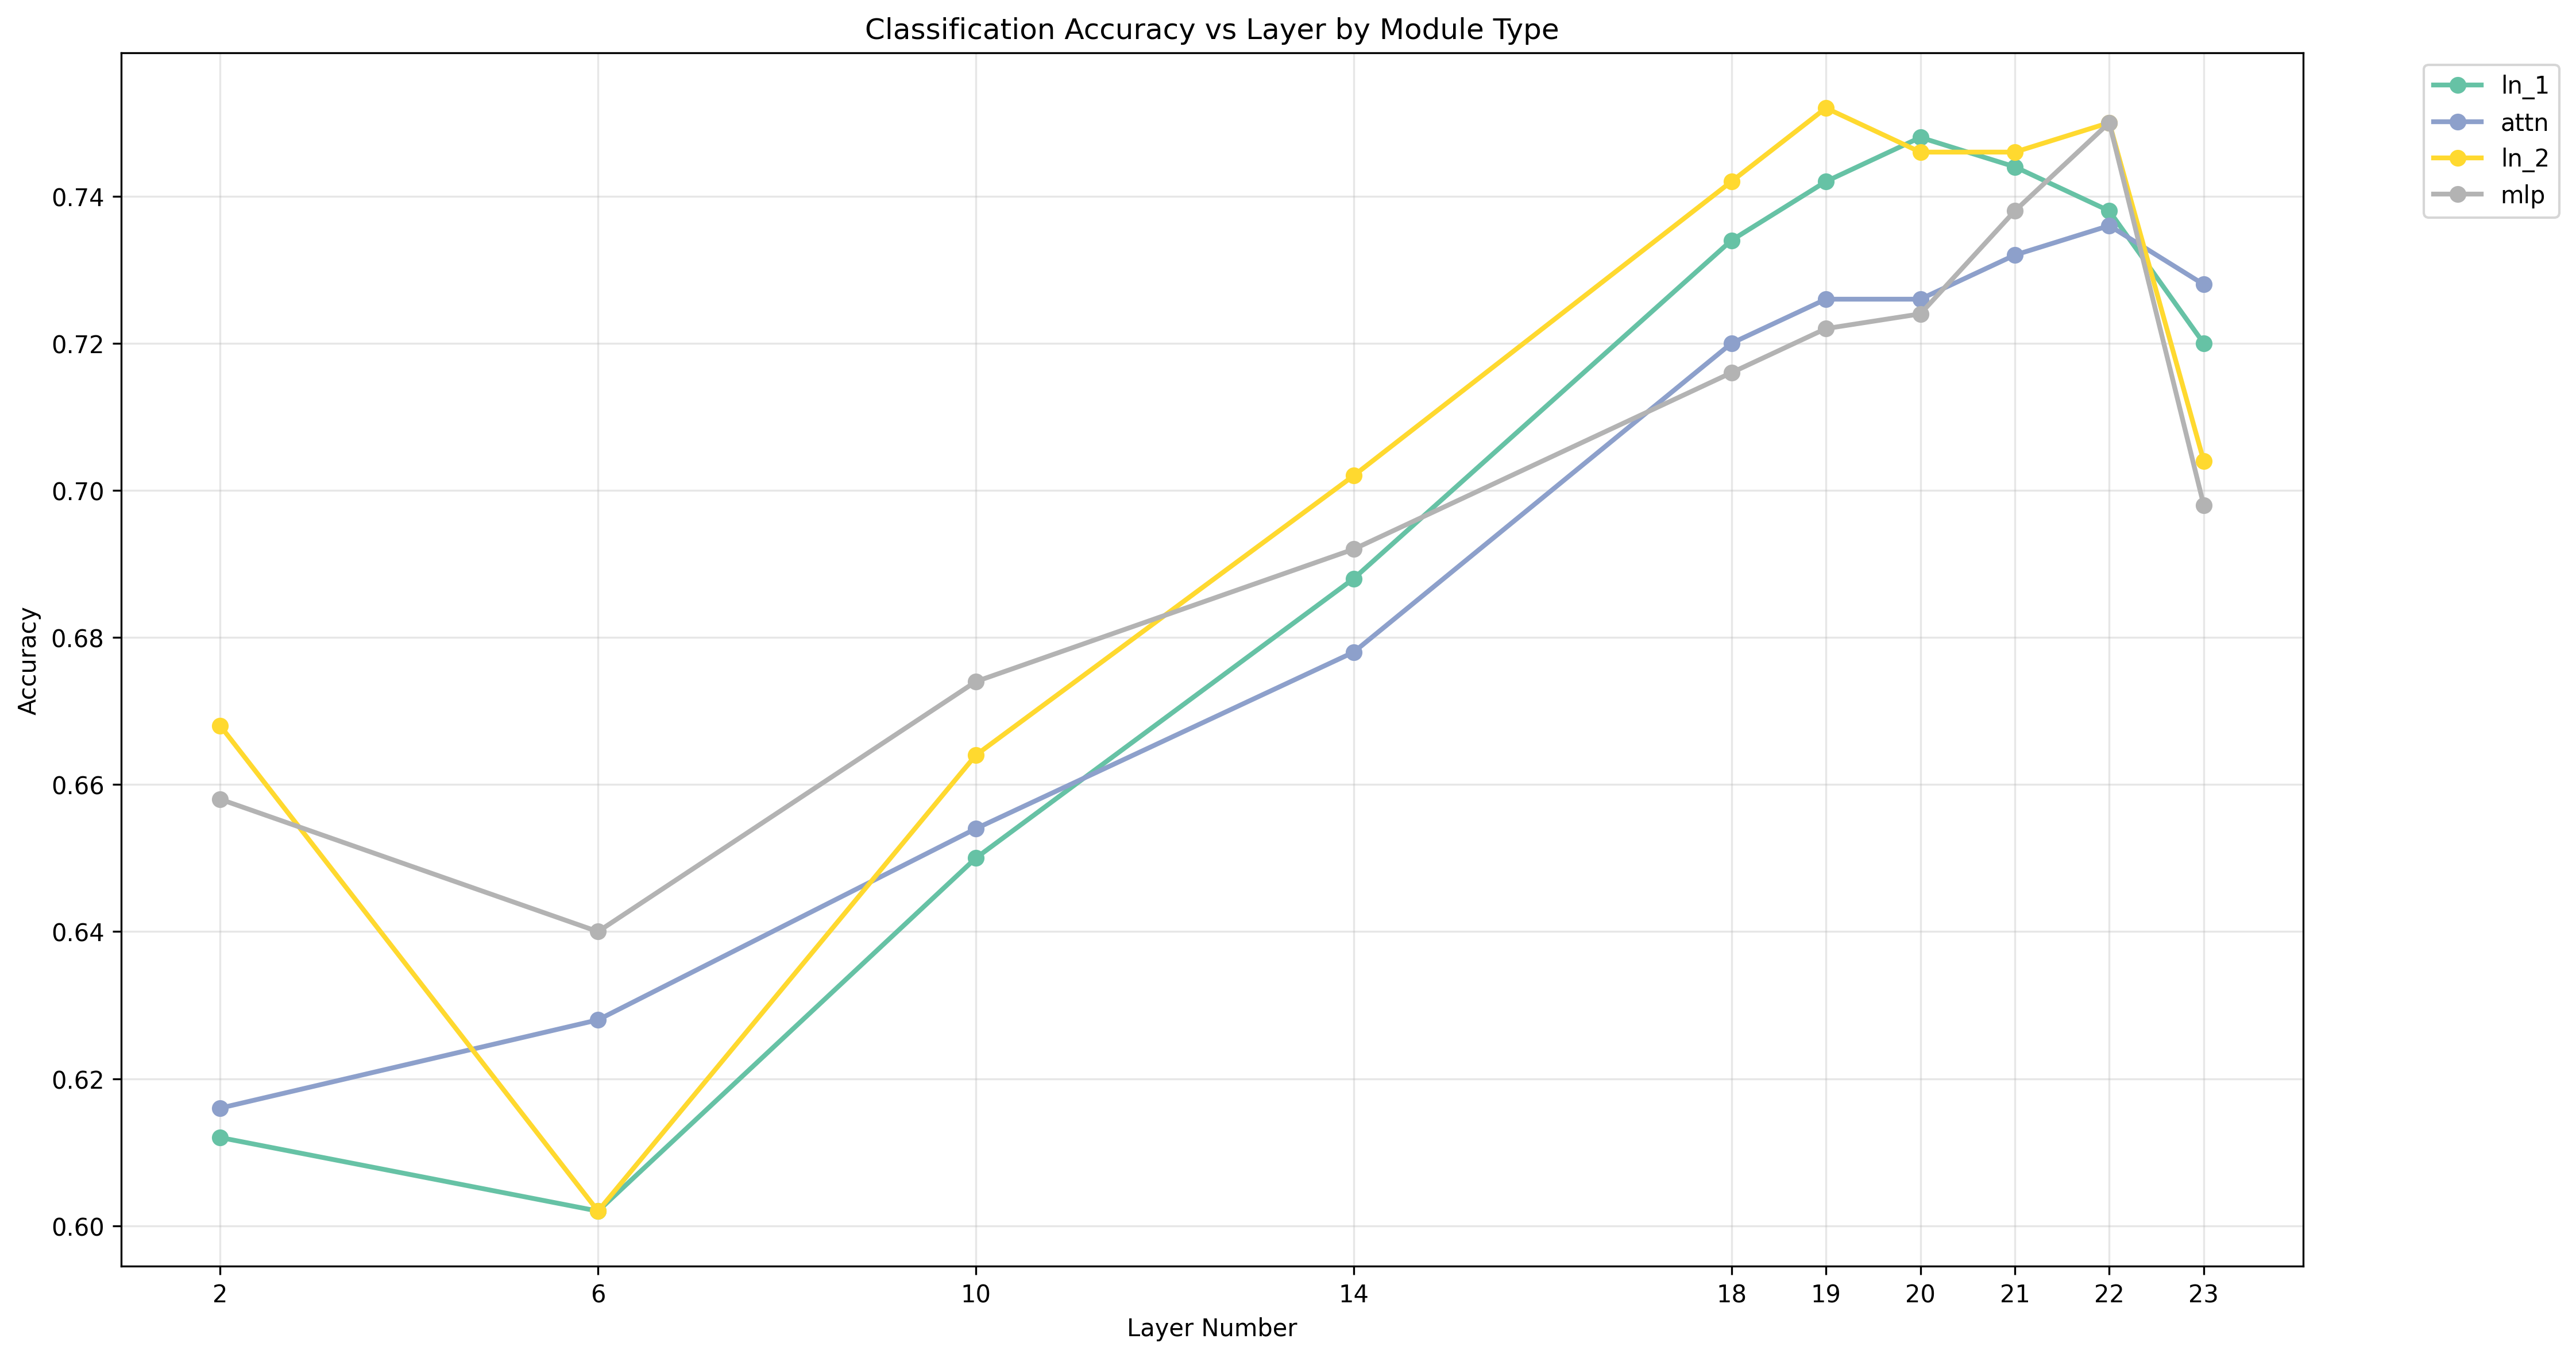 Classification Accuracy vs Layer by Module Type
ln_1
attn
ln_2
mlp
Accuracy
0.74
0.72
0.70
0.68
0.66
0.64
0.62
0.60
2 6 10 14 18 19 20 21 22 23
Layer Number